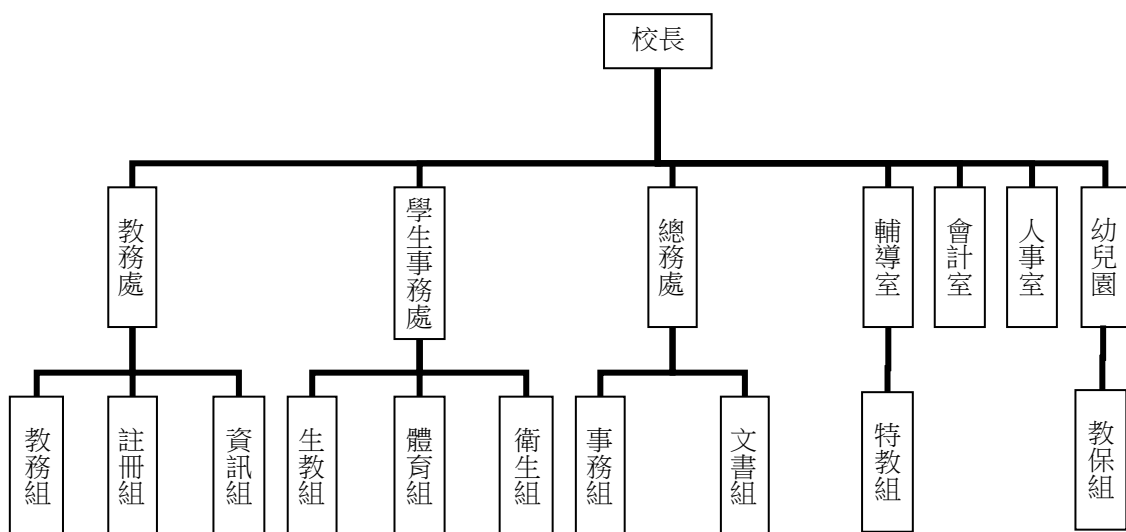 校長
教務處
學生事務處
總務處
輔導室
會計室
人事室
幼兒園
教務組
註冊組
資訊組
生教組
體育組
衛生組
事務組
文書組
特教組
教保組